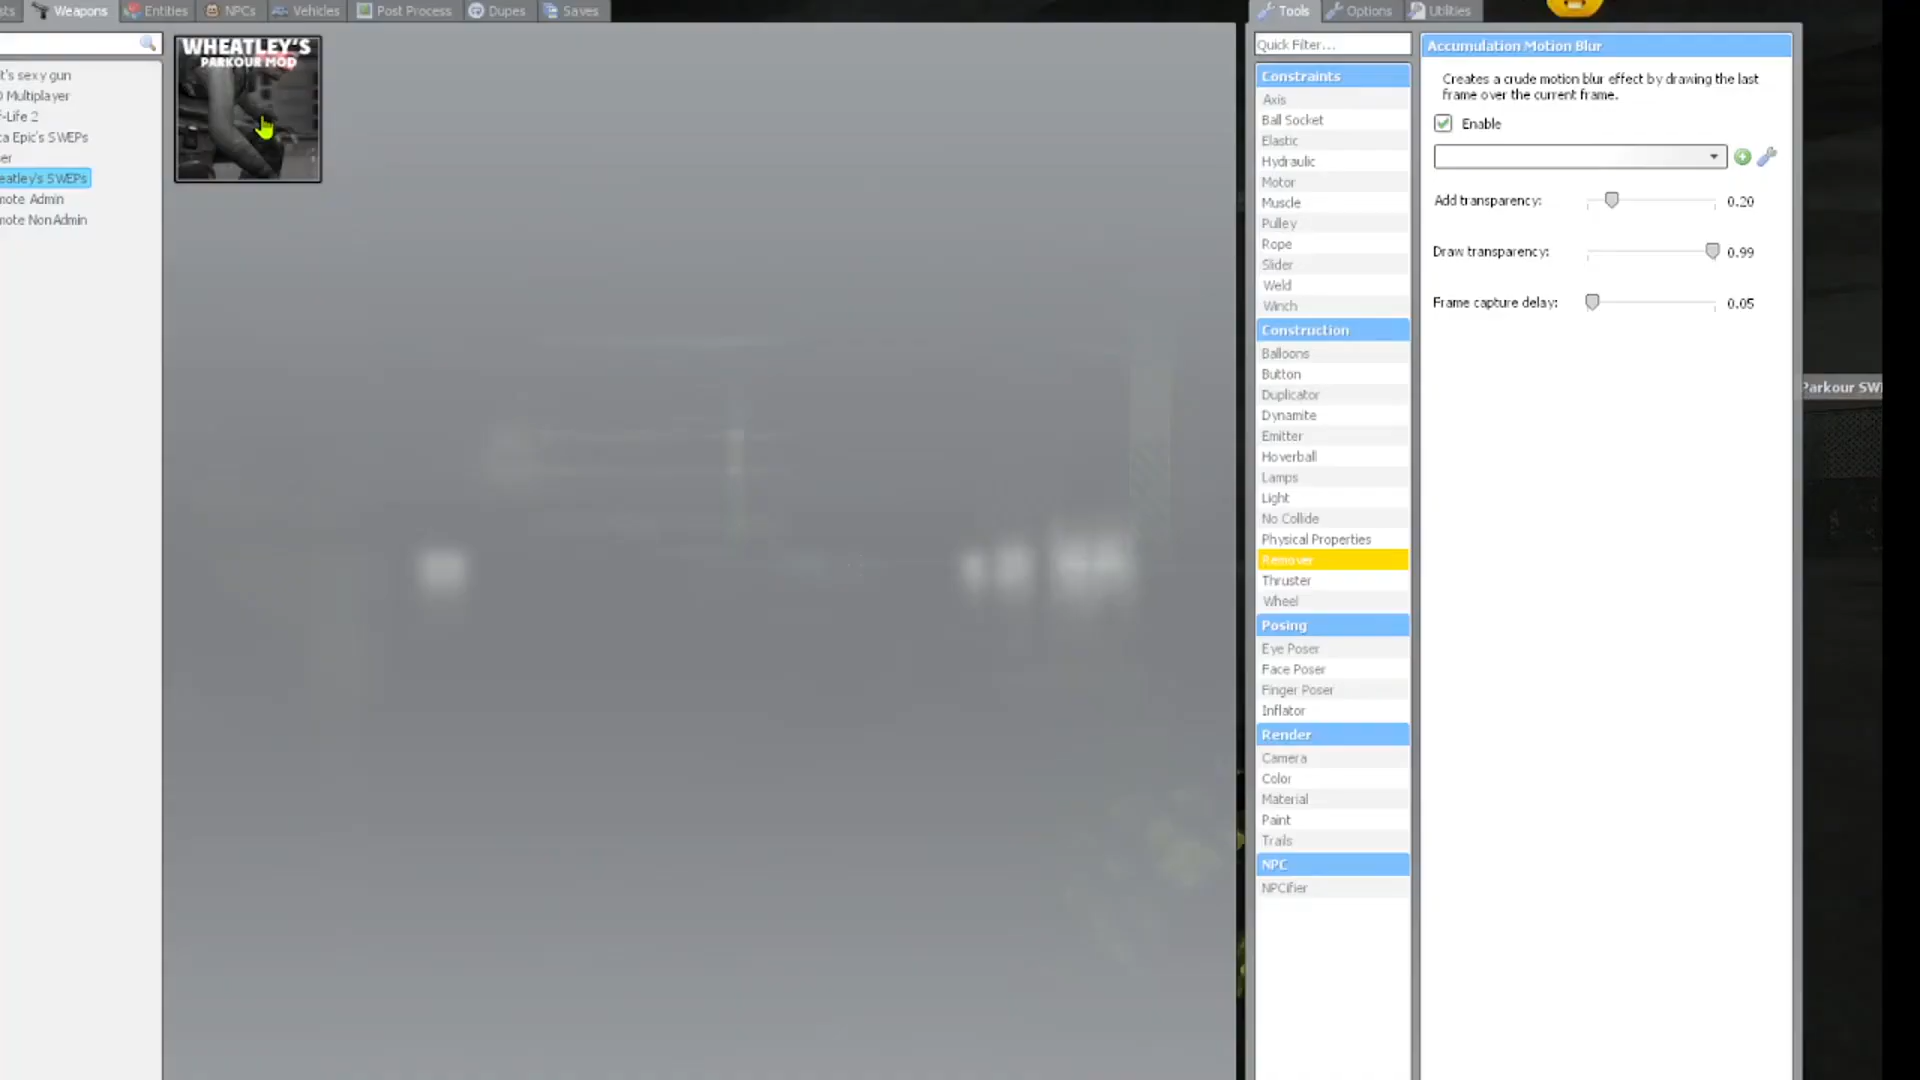 sts
Weapons
Entities
NPCs
Vehicles
Post Process
Dupes
Saves
t's sexy gun
D Multiplayer
f-Life 2
ca Epic's SWEPs
er
eatley's SWEPs
mote Admin
mote NonAdmin
WHEATLEY'S
PARKOUR MOD
Tools
Options
Utilities
Quick Filter...
Constraints
Axis
Ball Socket
Elastic
Hydraulic
Motor
Muscle
Pulley
Rope
Slider
Weld
Winch
Construction
Balloons
Button
Duplicator
Dynamite
Emitter
Hoverball
Lamps
Light
No Collide
Physical Properties
Remover
Thruster
Wheel
Posing
Eye Poser
Face Poser
Finger Poser
Inflator
Render
Camera
Color
Material
Paint
Trails
NPC
NPCifier
Accumulation Motion Blur
Creates a crude motion blur effect by drawing the last
frame over the current frame.
Enable
Add transparency: 0.20
Draw transparency: 0.99
Frame capture delay: 0.05
Parkour SW